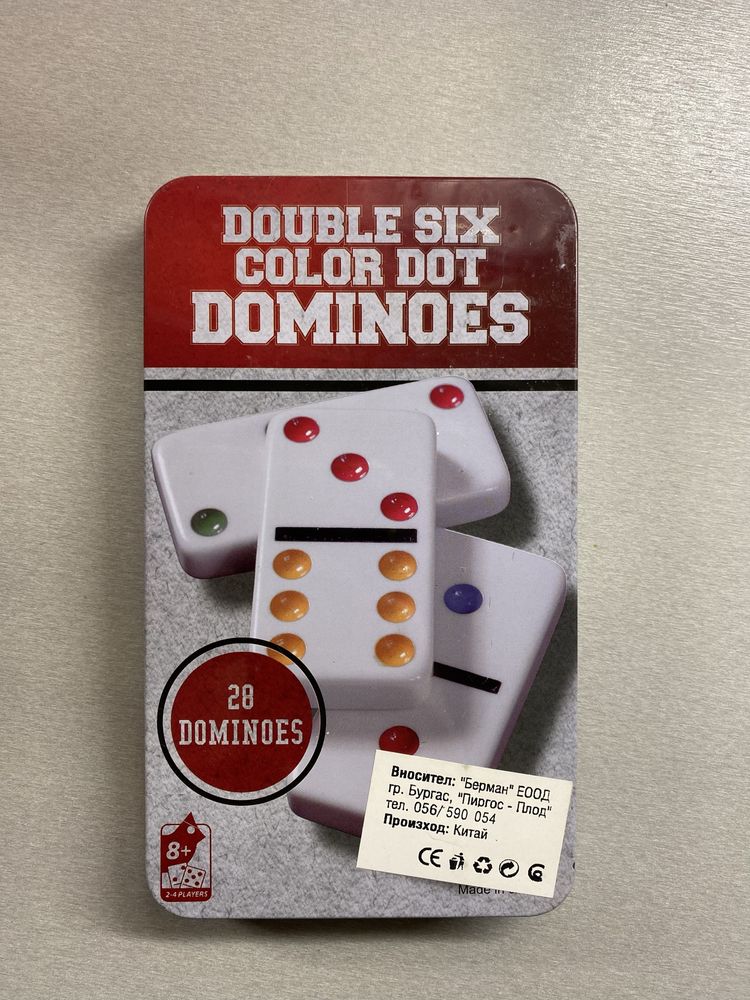 DOUBLE SIX
COLOR DOT
DOMINOES
28
DOMINOES
Вносител: "Берман" ЕООД
гр. Бургас, "Пиргос - Плод"
тел. 056/ 590 054
Произход: Китай
CE
8+
2-4 PLAYERS
Made in